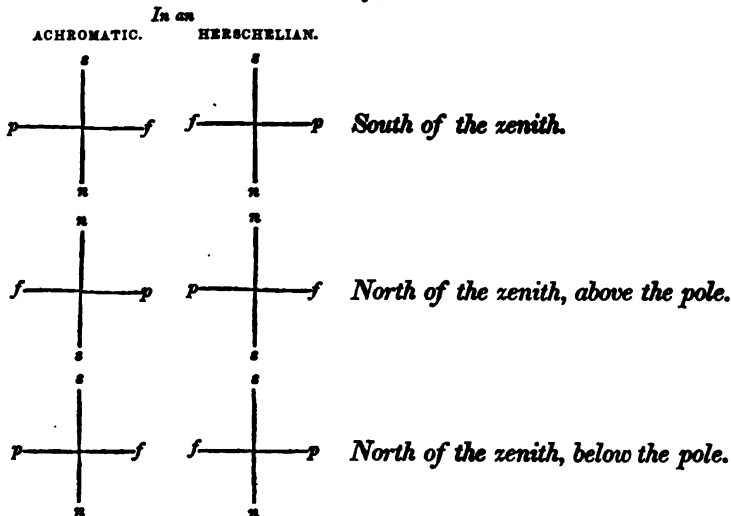 In an
ACHROMATIC. HERSCHELIAN.
s s
p f f p South of the zenith.
n n
n n
f p p f North of the zenith, above the pole.
s s
s s
p f f p North of the zenith, below the pole.
n n